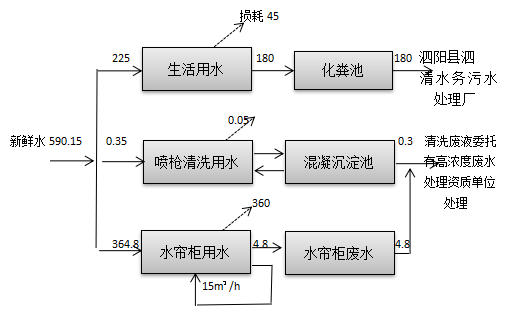 损耗 45
225
生活用水
180
化粪池
180
泗阳县泗
清水务污水
处理厂
新鲜水 590.15
0.05
0.35
喷枪清洗用水
混凝沉淀池
0.3
清洗废液委托
有高浓度废水
处理资质单位
处理
360
364.8
水帘柜用水
4.8
水帘柜废水
4.8
15m³ /h